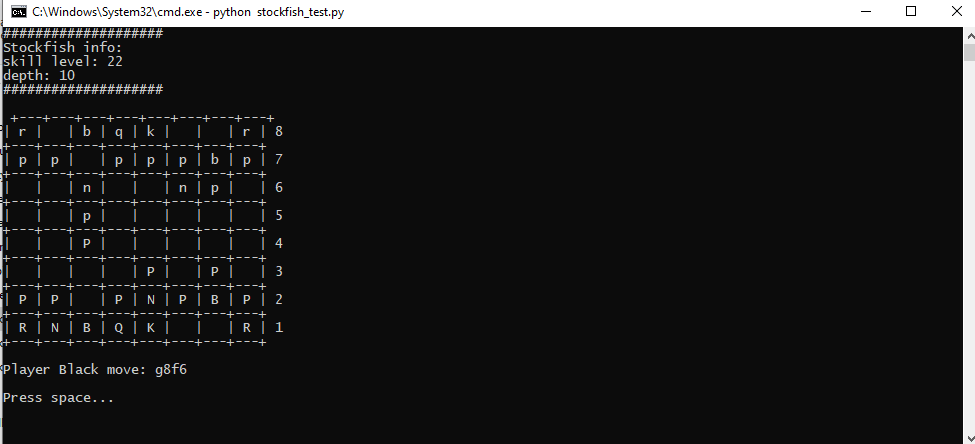 C:\Windows\System32\cmd.exe - python  stockfish_test.py
####################
Stockfish info:
skill level: 22
depth: 10
####################
 +---+---+---+---+---+---+---+---+
| r |   | b | q | k |   |   | r | 8
+---+---+---+---+---+---+---+---+
| p | p |   | p | p | p | b | p | 7
+---+---+---+---+---+---+---+---+
|   |   | n |   |   | n | p |   | 6
+---+---+---+---+---+---+---+---+
|   |   | p |   |   |   |   |   | 5
+---+---+---+---+---+---+---+---+
|   |   | P |   |   |   |   |   | 4
+---+---+---+---+---+---+---+---+
|   |   |   |   | P |   | P |   | 3
+---+---+---+---+---+---+---+---+
| P | P |   | P | N | P | B | P | 2
+---+---+---+---+---+---+---+---+
| R | N | B | Q | K |   |   | R | 1
+---+---+---+---+---+---+---+---+
Player Black move: g8f6
Press space...